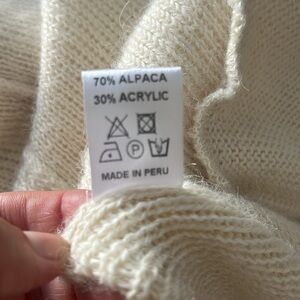 70% ALPACA
30% ACRYLIC
P
MADE IN PERU